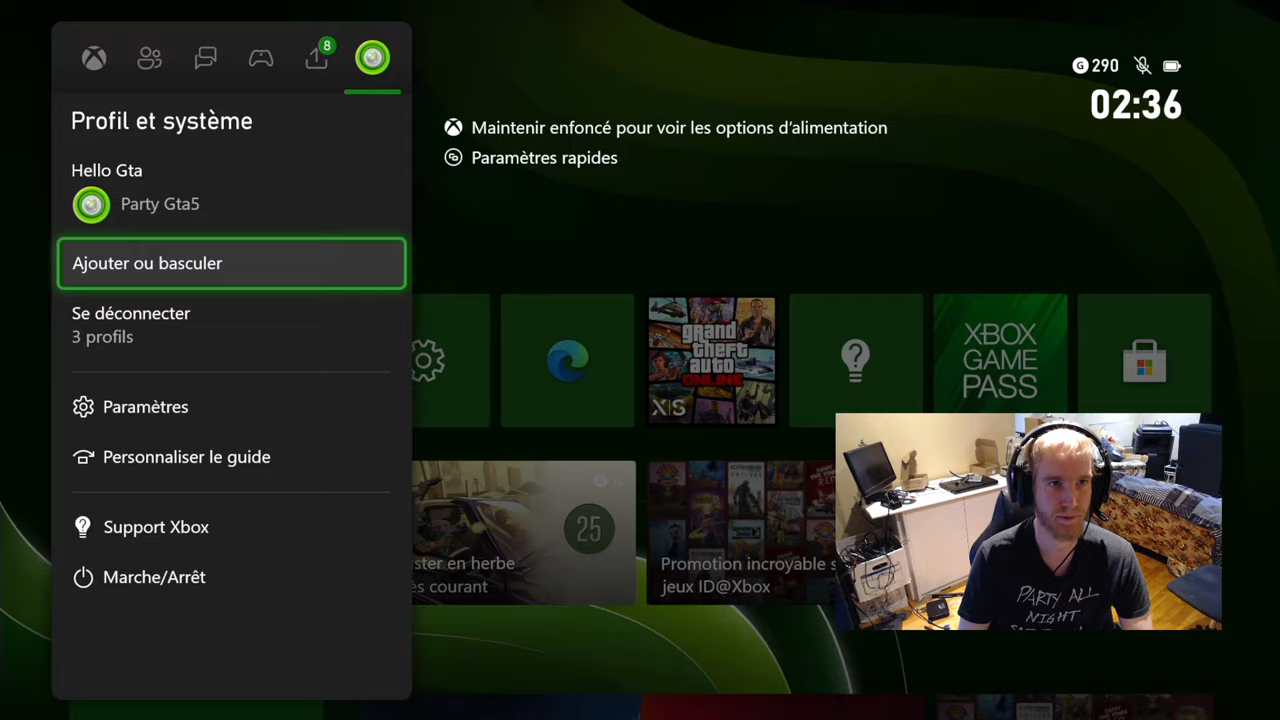 8
Profil et système
Hello Gta
Party Gta5
Ajouter ou basculer
Se déconnecter
3 profils
Paramètres
Personnaliser le guide
Support Xbox
Marche/Arrêt
Maintenir enfoncé pour voir les options d'alimentation
Paramètres rapides
G 290
02:36
grand
theft
auto
ONLINE
X|S
XBOX
GAME
PASS
25
ster en herbe
ès courant
Promotion incroyable s
jeux ID@Xbox
PARTY ALL
NIGHT